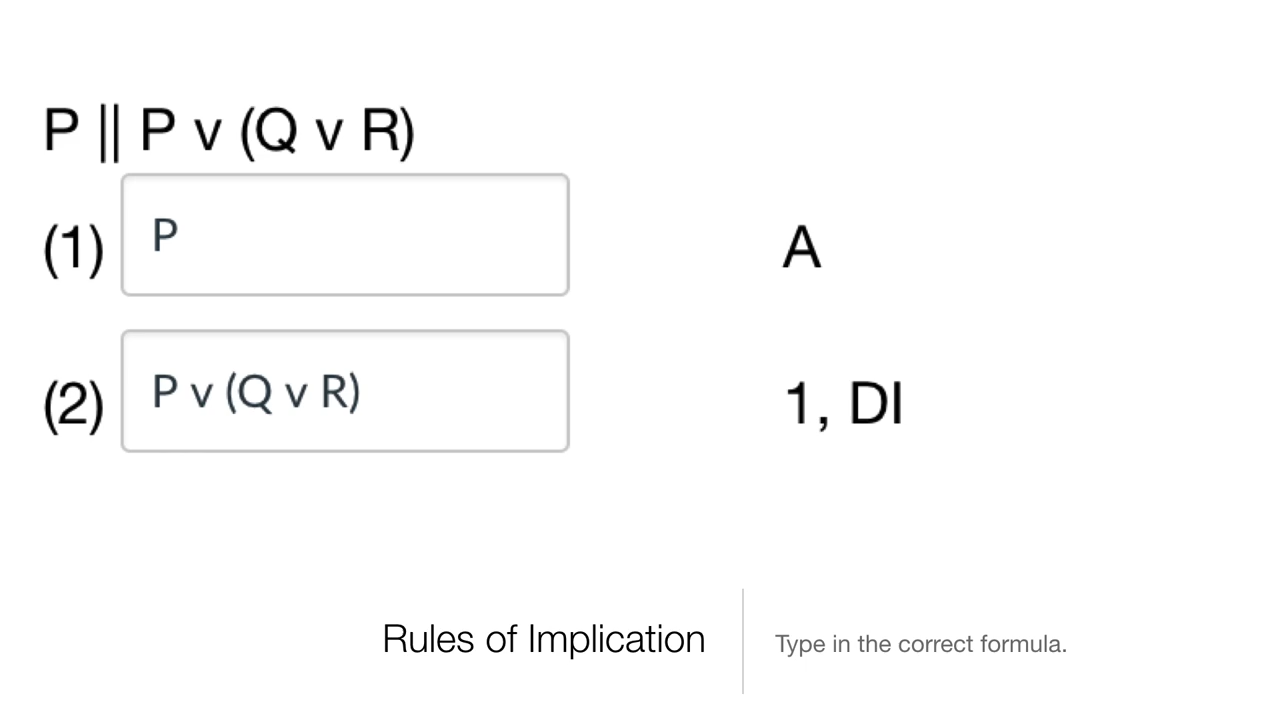 P || P v (Q v R)
(1) P A
(2) P v (Q v R) 1, DI
Rules of Implication Type in the correct formula.